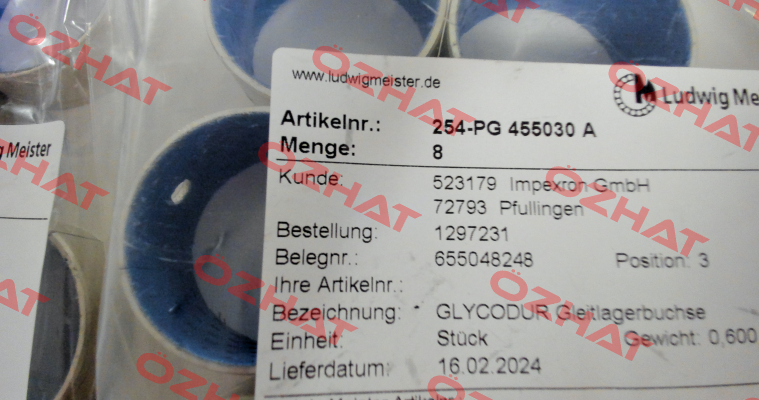 www.ludwigmeister.de
Ludwig Me
Artikelnr.: 254-PG 455030 A
Menge: 8
g Meister
Kunde: 523179 Impexron GmbH
72793 Pfullingen
Bestellung: 1297231
Belegnr.: 655048248 Position: 3
Ihre Artikelnr.:
Bezeichnung: GLYCODUR Gleitlagerbuchse
Einheit: Stück Gewicht: 0,600
Lieferdatum: 16.02.2024
ÖZHAT